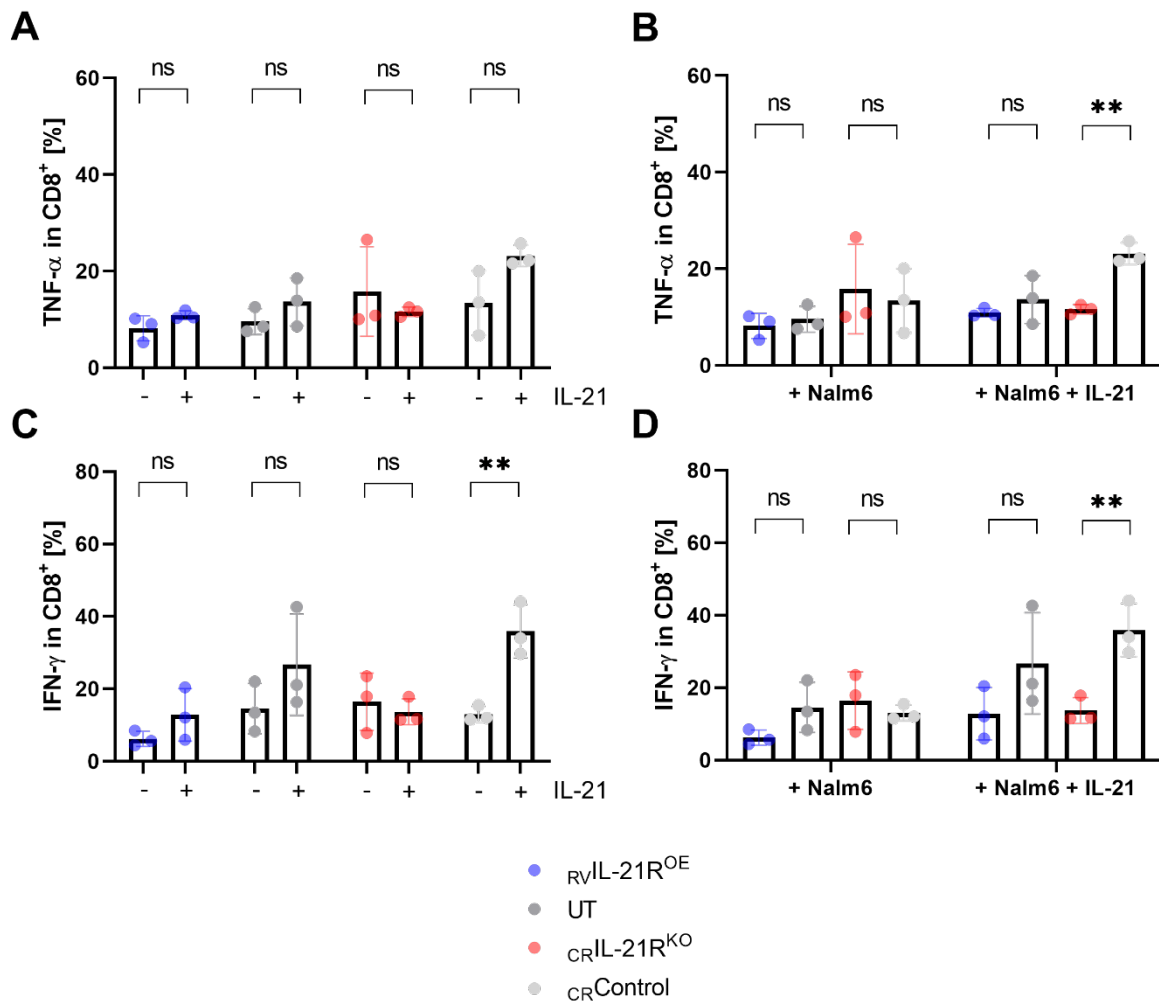 A
ns ns ns ns
60
40
20
0
TNF-α in CD8⁺ [%]
- + - + - + - + IL-21
B
ns ns ns **
60
40
20
0
TNF-α in CD8⁺ [%]
+ Nalm6 + Nalm6 + IL-21
C
ns ns ns **
80
60
40
20
0
IFN-γ in CD8⁺ [%]
- + - + - + - + IL-21
D
ns ns ns **
80
60
40
20
0
IFN-γ in CD8⁺ [%]
+ Nalm6 + Nalm6 + IL-21
RVIL-21R^OE
UT
CRIL-21R^KO
CRControl